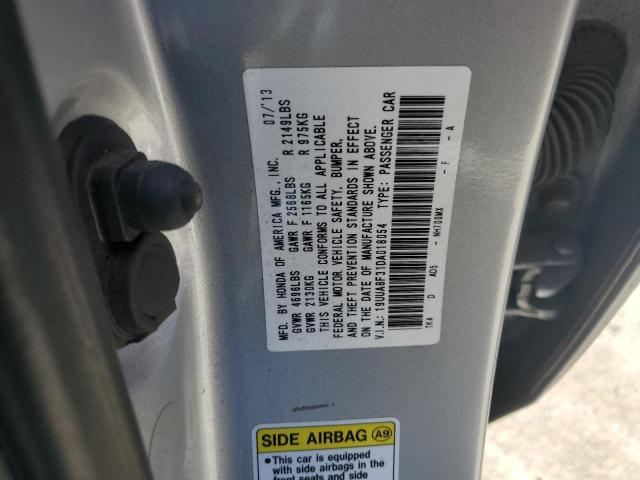 MFD. BY HONDA OF AMERICA MFG., INC. 07/'13
GVWR 4696LBS GAWR F 2568LBS R 2149LBS
GVWR 2130KG GAWR F 1165KG R 975KG
THIS VEHICLE CONFORMS TO ALL APPLICABLE
FEDERAL MOTOR VEHICLE SAFETY, BUMPER,
AND THEFT PREVENTION STANDARDS IN EFFECT
ON THE DATE OF MANUFACTURE SHOWN ABOVE.
V.I.N.: 19UUA8F31DA018054 TYPE: PASSENGER CAR
TK4 D AD5 - NH703MX - F - A
SIDE AIRBAG A9
• This car is equipped
with side airbags in the
front seats and side